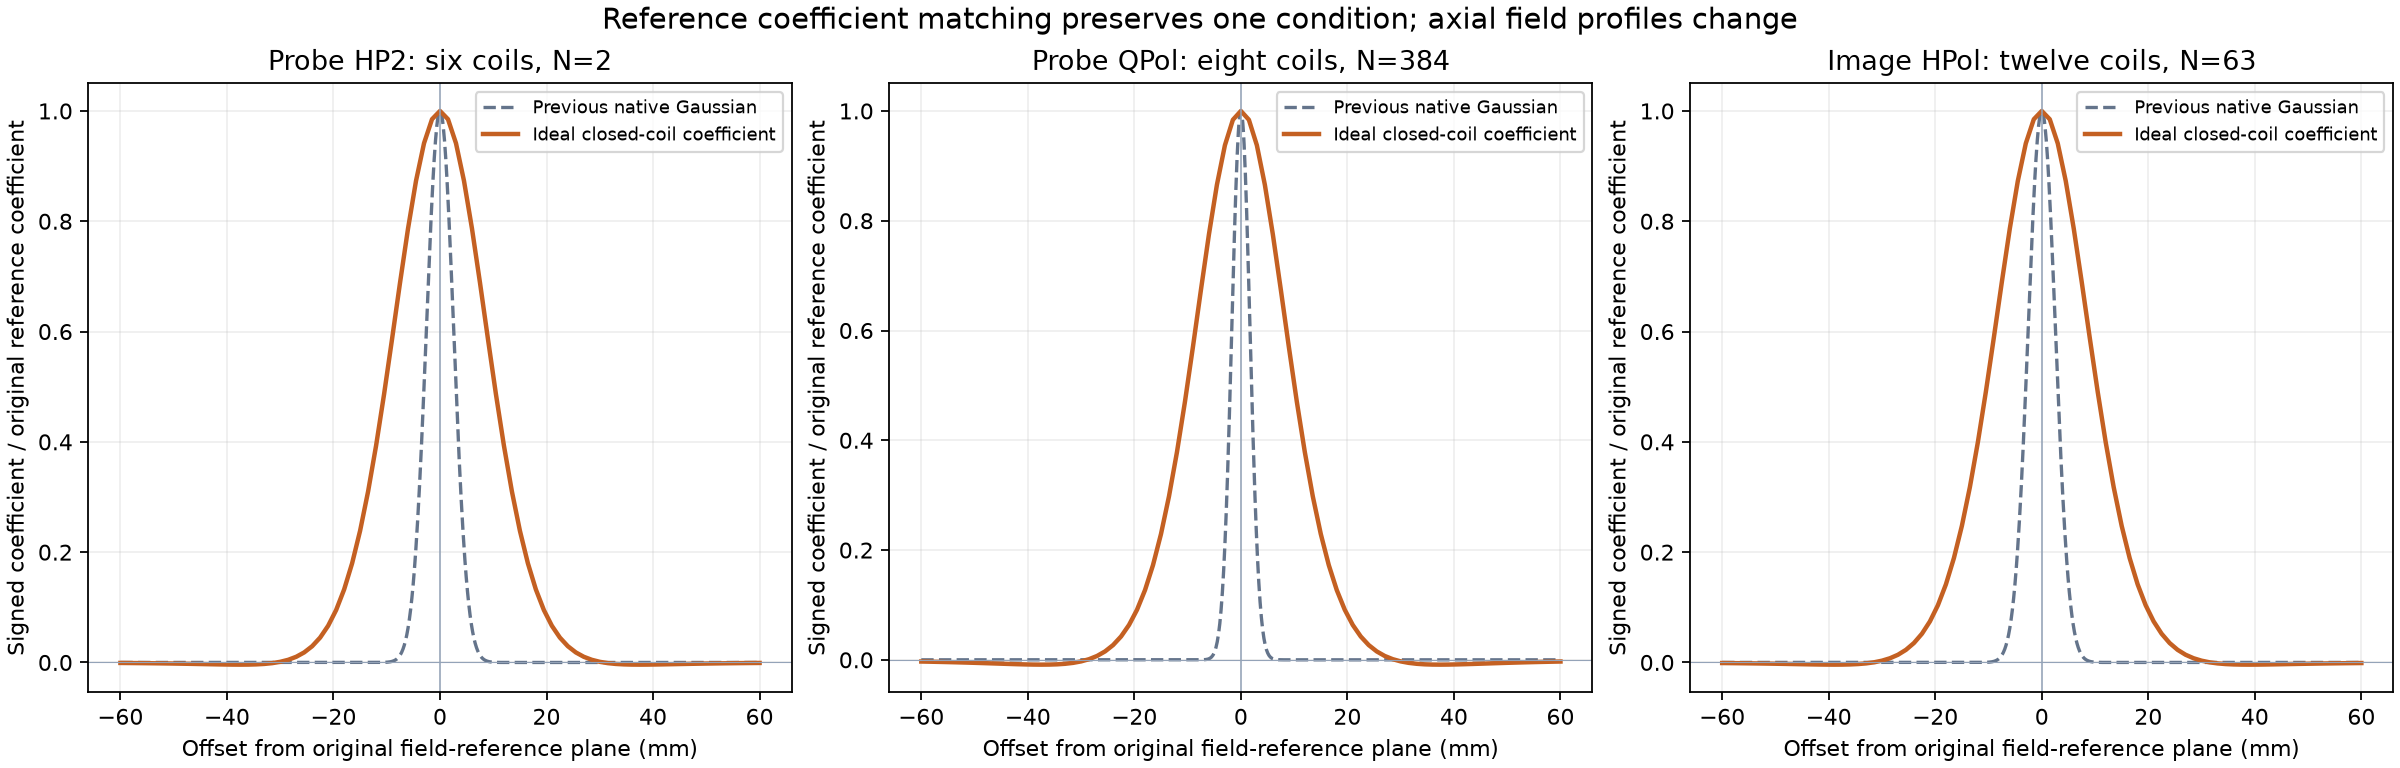 Reference coefficient matching preserves one condition; axial field profiles change
Probe HP2: six coils, N=2
Previous native Gaussian
Ideal closed-coil coefficient
Signed coefficient / original reference coefficient
1.0
0.8
0.6
0.4
0.2
0.0
−60
−40
−20
0
20
40
60
Offset from original field-reference plane (mm)
Probe QPol: eight coils, N=384
Previous native Gaussian
Ideal closed-coil coefficient
Signed coefficient / original reference coefficient
1.0
0.8
0.6
0.4
0.2
0.0
−60
−40
−20
0
20
40
60
Offset from original field-reference plane (mm)
Image HPol: twelve coils, N=63
Previous native Gaussian
Ideal closed-coil coefficient
Signed coefficient / original reference coefficient
1.0
0.8
0.6
0.4
0.2
0.0
−60
−40
−20
0
20
40
60
Offset from original field-reference plane (mm)